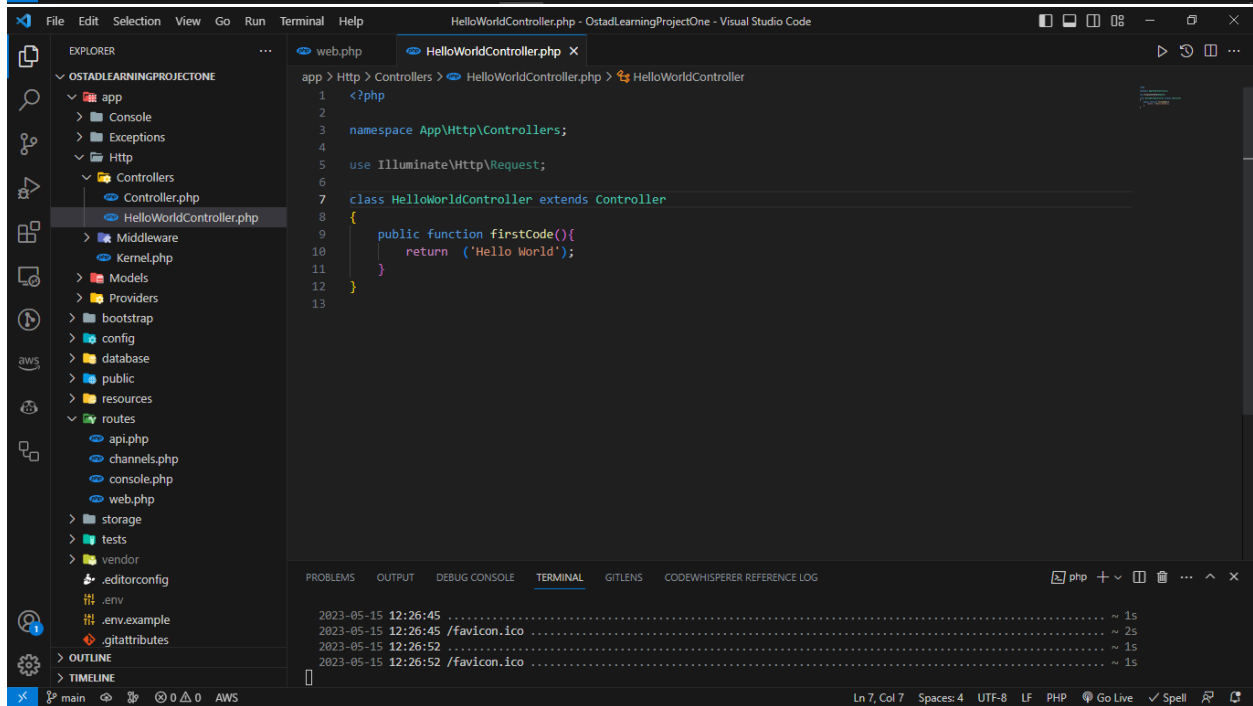 File Edit Selection View Go Run Terminal Help HelloWorldController.php - OstadLearningProjectOne - Visual Studio Code
EXPLORER ...
OSTADLEARNINGPROJECTONE
app
Console
Exceptions
Http
Controllers
Controller.php
HelloWorldController.php
Middleware
Kernel.php
Models
Providers
bootstrap
config
database
public
resources
routes
api.php
channels.php
console.php
web.php
storage
tests
vendor
.editorconfig
.env
.env.example
.gitattributes
OUTLINE
TIMELINE
aws
1
web.php HelloWorldController.php
app > Http > Controllers > HelloWorldController.php > HelloWorldController
1 <?php
2
3 namespace App\Http\Controllers;
4
5 use Illuminate\Http\Request;
6
7 class HelloWorldController extends Controller
8 {
9 public function firstCode(){
10 return ('Hello World');
11 }
12 }
13
PROBLEMS OUTPUT DEBUG CONSOLE TERMINAL GITLENS CODEWHISPERER REFERENCE LOG php
2023-05-15 12:26:45 ........................................................................................ ~ 1s
2023-05-15 12:26:45 /favicon.ico ........................................................................... ~ 2s
2023-05-15 12:26:52 ........................................................................................ ~ 1s
2023-05-15 12:26:52 /favicon.ico ........................................................................... ~ 1s
main 0 0 AWS Ln 7, Col 7 Spaces: 4 UTF-8 LF PHP Go Live Spell